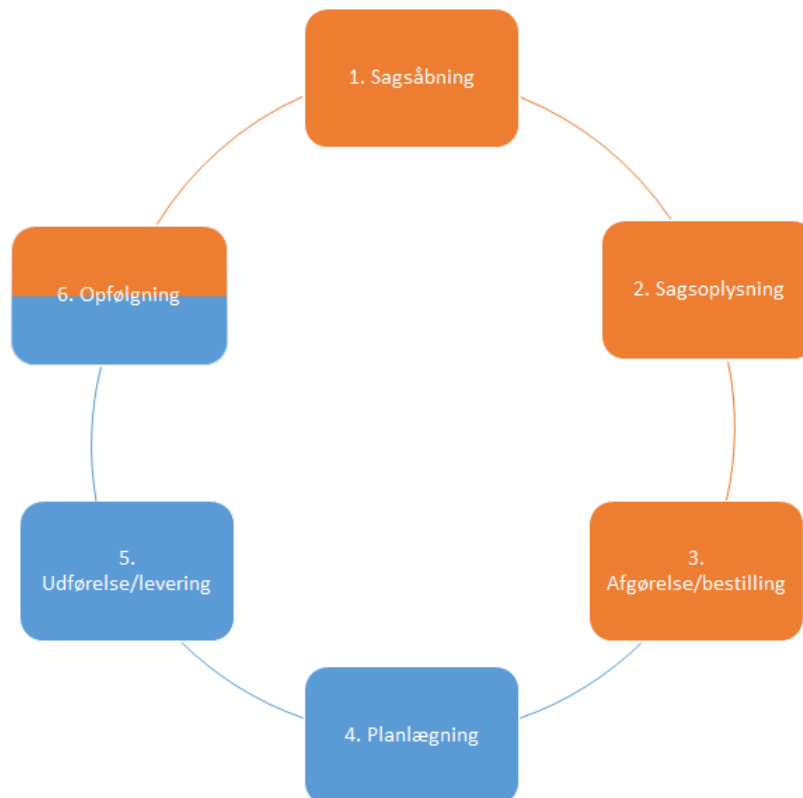 1. Sagsåbning
2. Sagsoplysning
3.
Afgørelse/bestilling
4. Planlægning
5.
Udførelse/levering
6. Opfølgning